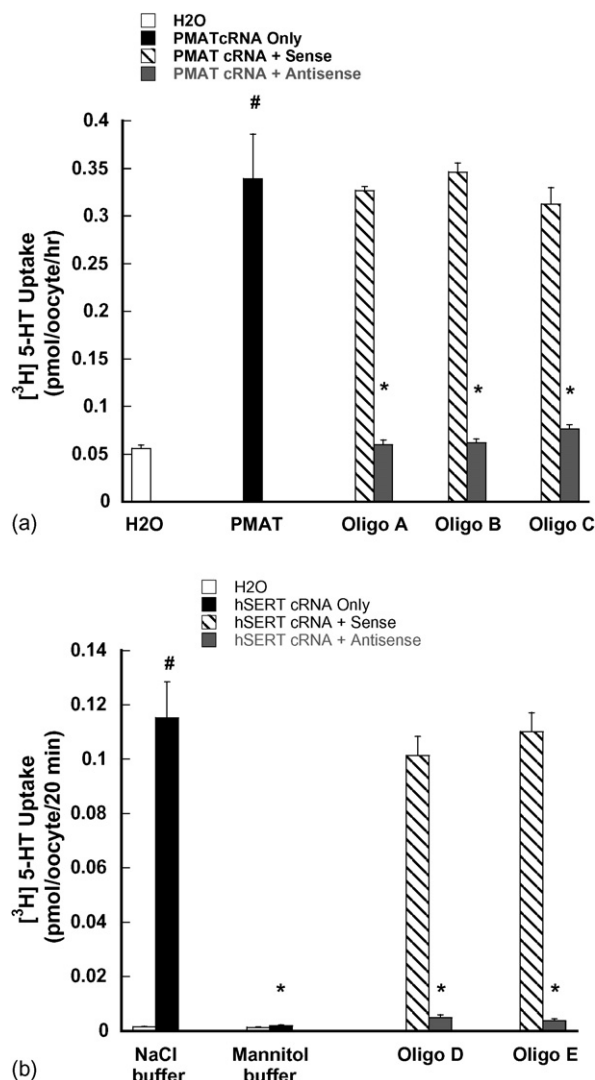 H2O
PMATcRNA Only
PMAT cRNA + Sense
PMAT cRNA + Antisense
#
0.4
0.35
0.3
0.25
0.2
0.15
0.1
0.05
0
[³H] 5-HT Uptake
(pmol/oocyte/hr)
* * *
H2O PMAT Oligo A Oligo B Oligo C
(a)
H2O
hSERT cRNA Only
hSERT cRNA + Sense
hSERT cRNA + Antisense
0.14
0.12
0.1
0.08
0.06
0.04
0.02
0
[³H] 5-HT Uptake
(pmol/oocyte/20 min)
#
* * *
NaCl buffer
Mannitol buffer
Oligo D Oligo E
(b)